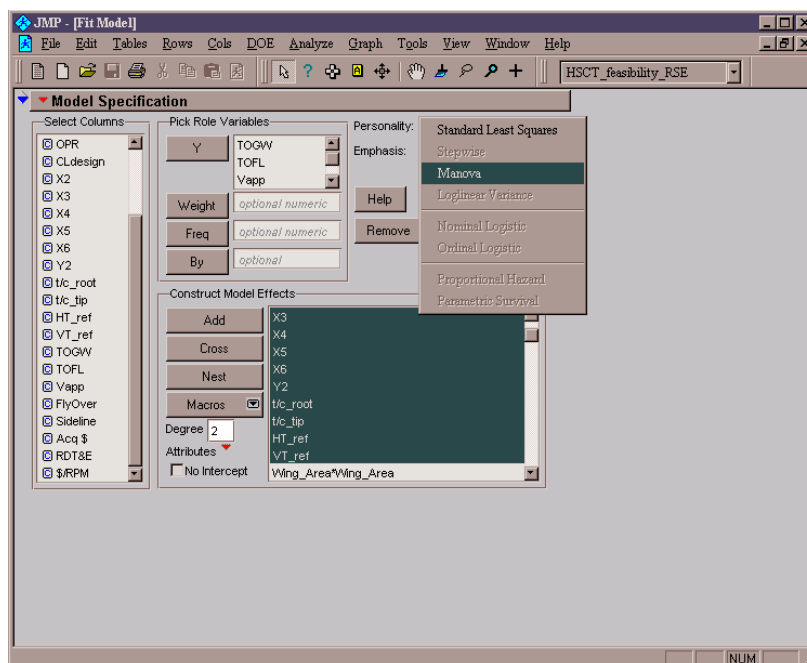 JMP - [Fit Model]
File Edit Tables Rows Cols DOE Analyze Graph Tools View Window Help
HSCT_feasibility_RSE
Model Specification
Select Columns
OPR
CLdesign
X2
X3
X4
X5
X6
Y2
t/c_root
t/c_tip
HT_ref
VT_ref
TOGW
TOFL
Vapp
FlyOver
Sideline
Acq $
RDT&E
$/RPM
Pick Role Variables
Y
TOGW
TOFL
Vapp
Weight optional numeric
Freq optional numeric
By optional
Personality:
Emphasis:
Help
Remove
Standard Least Squares
Stepwise
Manova
Loglinear Variance
Nominal Logistic
Ordinal Logistic
Proportional Hazard
Parametric Survival
Construct Model Effects
Add
Cross
Nest
Macros
Degree 2
Attributes
No Intercept
X3
X4
X5
X6
Y2
t/c_root
t/c_tip
HT_ref
VT_ref
Wing_Area*Wing_Area
NUM